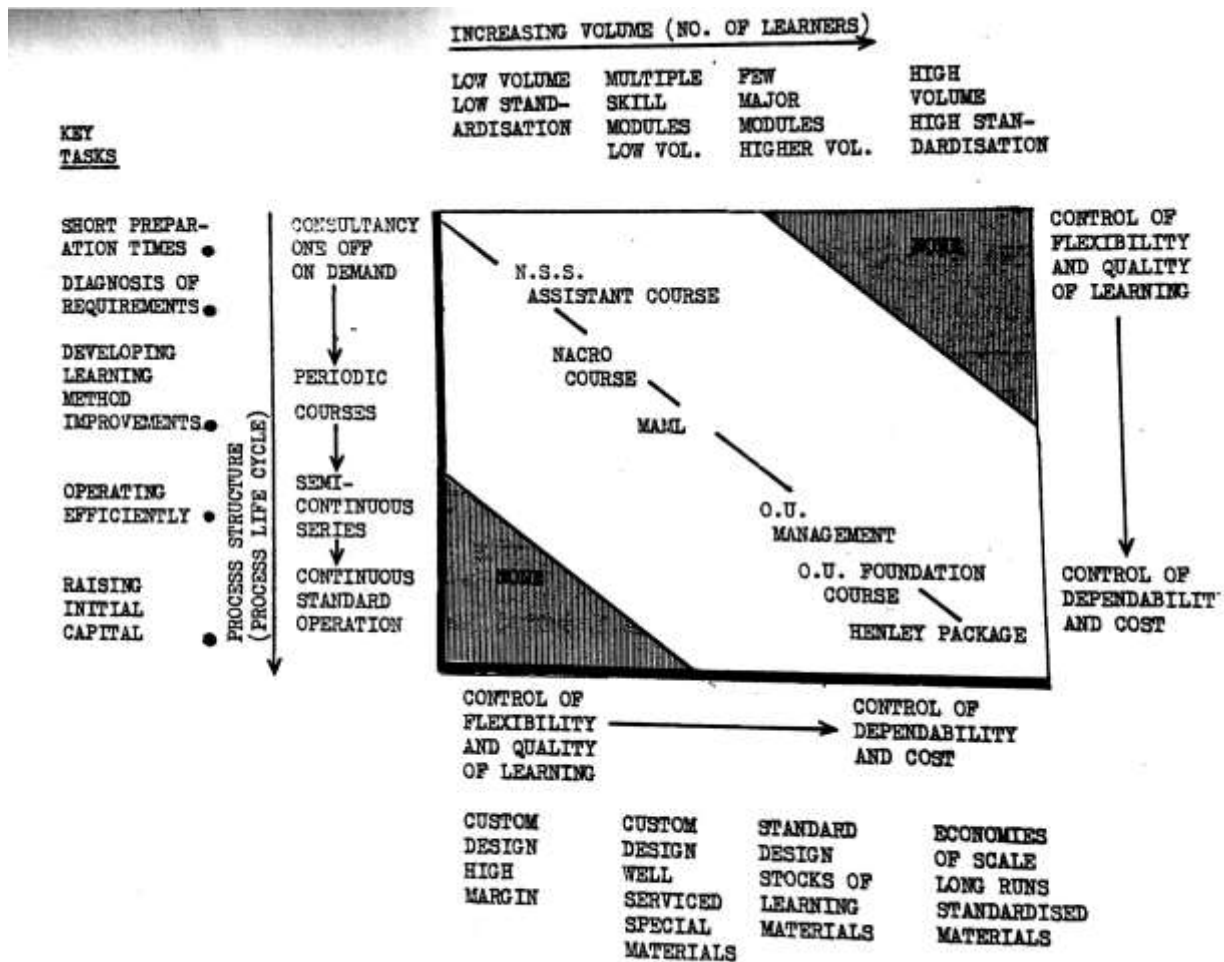 INCREASING VOLUME (NO. OF LEARNERS)
LOW VOLUME
LOW STAND-
ARDISATION
MULTIPLE
SKILL
MODULES
LOW VOL.
FEW
MAJOR
MODULES
HIGHER VOL.
HIGH
VOLUME
HIGH STAN-
DARDISATION
KEY
TASKS
SHORT PREPAR-
ATION TIMES
DIAGNOSIS OF
REQUIREMENTS
DEVELOPING
LEARNING
METHOD
IMPROVEMENTS
OPERATING
EFFICIENTLY
RAISING
INITIAL
CAPITAL
PROCESS STRUCTURE
(PROCESS LIFE CYCLE)
CONSULTANCY
ONE OFF
ON DEMAND
PERIODIC
COURSES
SEMI-
CONTINUOUS
SERIES
CONTINUOUS
STANDARD
OPERATION
NONE
N.S.S.
ASSISTANT COURSE
NACRO
COURSE
MAML
O.U.
MANAGEMENT
O.U. FOUNDATION
COURSE
HENLEY PACKAGE
NONE
CONTROL OF
FLEXIBILITY
AND QUALITY
OF LEARNING
CONTROL OF
DEPENDABILIT
AND COST
CONTROL OF
FLEXIBILITY
AND QUALITY
OF LEARNING
CONTROL OF
DEPENDABILITY
AND COST
CUSTOM
DESIGN
HIGH
MARGIN
CUSTOM
DESIGN
WELL
SERVICED
SPECIAL
MATERIALS
STANDARD
DESIGN
STOCKS OF
LEARNING
MATERIALS
ECONOMIES
OF SCALE
LONG RUNS
STANDARDISED
MATERIALS